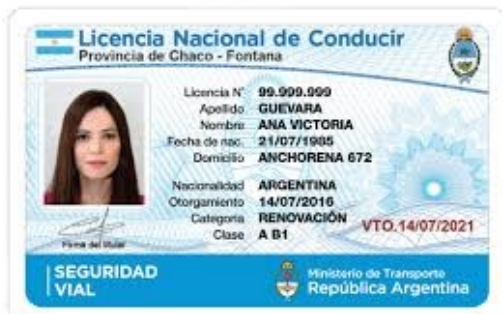 Licencia Nacional de Conducir
Provincia de Chaco - Fontana
Licencia N° 99.999.999
Apellido GUEVARA
Nombre ANA VICTORIA
Fecha de nac. 21/07/1985
Domicilio ANCHORENA 672
Nacionalidad ARGENTINA
Otorgamiento 14/07/2016
Categoria RENOVACIÓN
Clase A B1
VTO.14/07/2021
Firma del titular
SEGURIDAD
VIAL
Ministerio de Transporte
República Argentina